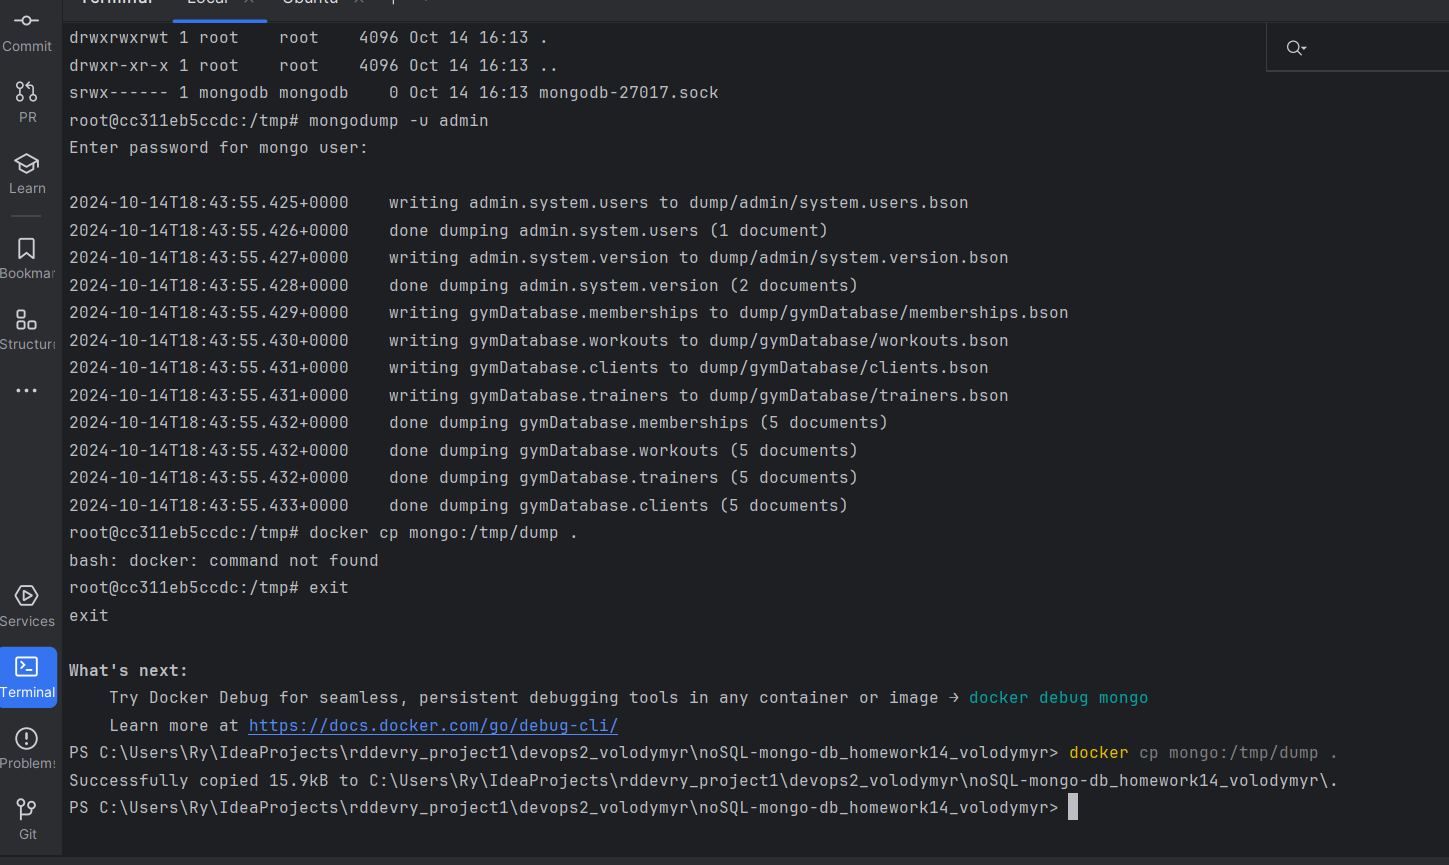 Terminal Local × Ubuntu ×
Commit
PR
Learn
Structur
Services
Terminal
Problems
Git
drwxrwxrwt 1 root    root    4096 Oct 14 16:13 .
drwxr-xr-x 1 root    root    4096 Oct 14 16:13 ..
srwx------ 1 mongodb mongodb    0 Oct 14 16:13 mongodb-27017.sock
root@cc311eb5ccdc:/tmp# mongodump -u admin
Enter password for mongo user:
2024-10-14T18:43:55.425+0000    writing admin.system.users to dump/admin/system.users.bson
2024-10-14T18:43:55.426+0000    done dumping admin.system.users (1 document)
2024-10-14T18:43:55.427+0000    writing admin.system.version to dump/admin/system.version.bson
2024-10-14T18:43:55.428+0000    done dumping admin.system.version (2 documents)
2024-10-14T18:43:55.429+0000    writing gymDatabase.memberships to dump/gymDatabase/memberships.bson
2024-10-14T18:43:55.430+0000    writing gymDatabase.workouts to dump/gymDatabase/workouts.bson
2024-10-14T18:43:55.431+0000    writing gymDatabase.clients to dump/gymDatabase/clients.bson
2024-10-14T18:43:55.431+0000    writing gymDatabase.trainers to dump/gymDatabase/trainers.bson
2024-10-14T18:43:55.432+0000    done dumping gymDatabase.memberships (5 documents)
2024-10-14T18:43:55.432+0000    done dumping gymDatabase.workouts (5 documents)
2024-10-14T18:43:55.432+0000    done dumping gymDatabase.trainers (5 documents)
2024-10-14T18:43:55.433+0000    done dumping gymDatabase.clients (5 documents)
root@cc311eb5ccdc:/tmp# docker cp mongo:/tmp/dump .
bash: docker: command not found
root@cc311eb5ccdc:/tmp# exit
exit
What's next:
    Try Docker Debug for seamless, persistent debugging tools in any container or image → docker debug mongo
    Learn more at https://docs.docker.com/go/debug-cli/
PS C:\Users\Ry\IdeaProjects\rddevry_project1\devops2_volodymyr\noSQL-mongo-db_homework14_volodymyr> docker cp mongo:/tmp/dump .
Successfully copied 15.9kB to C:\Users\Ry\IdeaProjects\rddevry_project1\devops2_volodymyr\noSQL-mongo-db_homework14_volodymyr\.
PS C:\Users\Ry\IdeaProjects\rddevry_project1\devops2_volodymyr\noSQL-mongo-db_homework14_volodymyr>